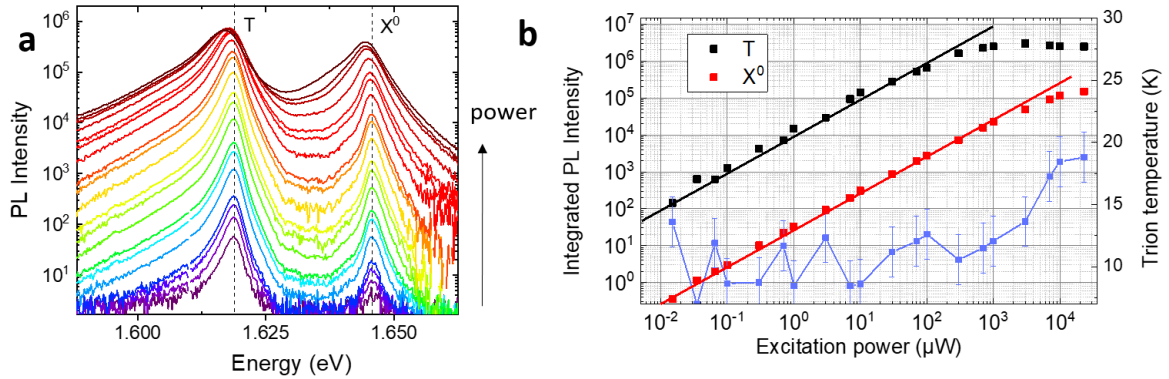 a
T
X⁰
PL Intensity
10⁶
10⁵
10⁴
10³
10²
10¹
1.600
1.625
1.650
Energy (eV)
power
b
T
X⁰
Integrated PL Intensity
10⁷
10⁶
10⁵
10⁴
10³
10²
10¹
10⁰
10⁻²
10⁻¹
10⁰
10¹
10²
10³
10⁴
Excitation power (µW)
30
25
20
15
10
Trion temperature (K)